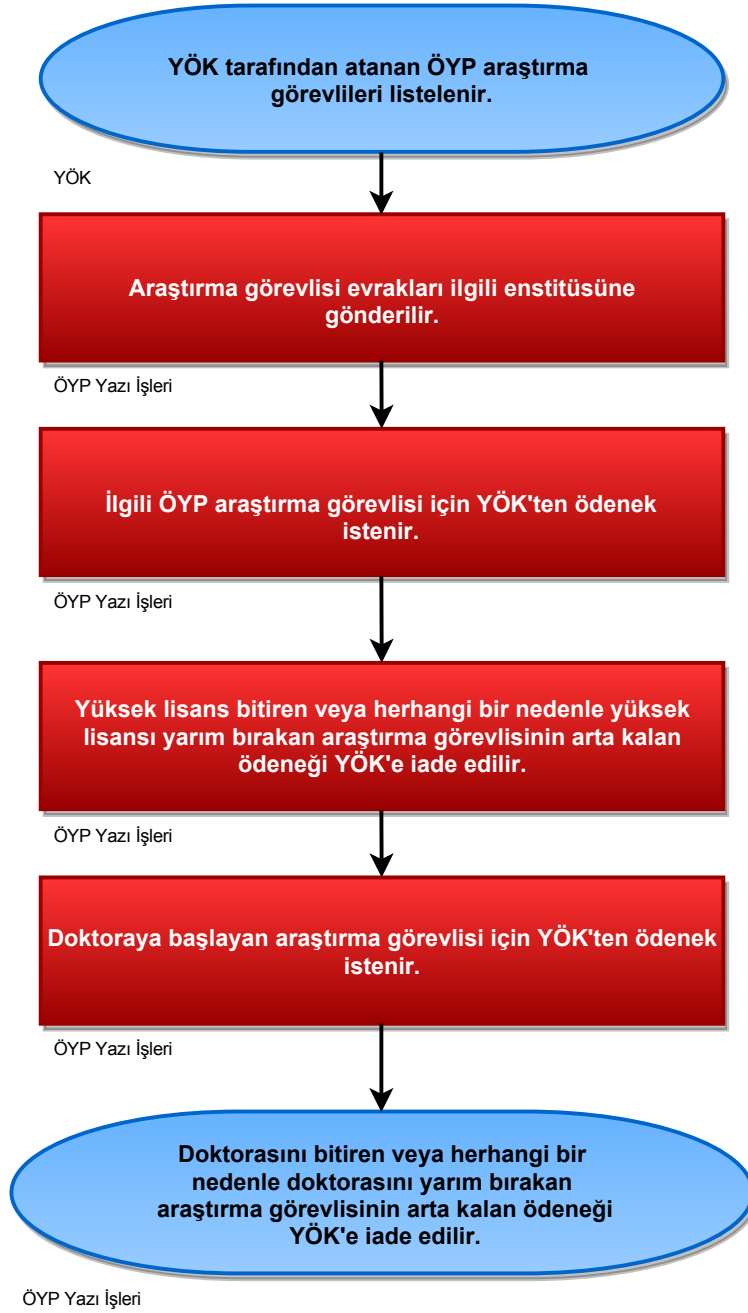 YÖK tarafından atanan ÖYP araştırma
görevlileri listelenir.
YÖK
Araştırma görevlisi evrakları ilgili enstitüsüne
gönderilir.
ÖYP Yazı İşleri
İlgili ÖYP araştırma görevlisi için YÖK'ten ödenek
istenir.
ÖYP Yazı İşleri
Yüksek lisans bitiren veya herhangi bir nedenle yüksek
lisansı yarım bırakan araştırma görevlisinin arta kalan
ödeneği YÖK'e iade edilir.
ÖYP Yazı İşleri
Doktoraya başlayan araştırma görevlisi için YÖK'ten ödenek
istenir.
ÖYP Yazı İşleri
Doktorasını bitiren veya herhangi bir
nedenle doktorasını yarım bırakan
araştırma görevlisinin arta kalan ödeneği
YÖK'e iade edilir.
ÖYP Yazı İşleri